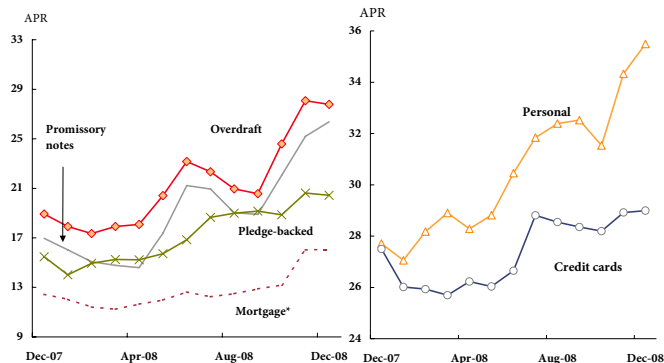 APR
33
29
25
21
17
13
9
Promissory
notes
Overdraft
Pledge-backed
Mortgage*
Dec-07
Apr-08
Aug-08
Dec-08
APR
36
34
32
30
28
26
24
Personal
Credit cards
Dec-07
Apr-08
Aug-08
Dec-08